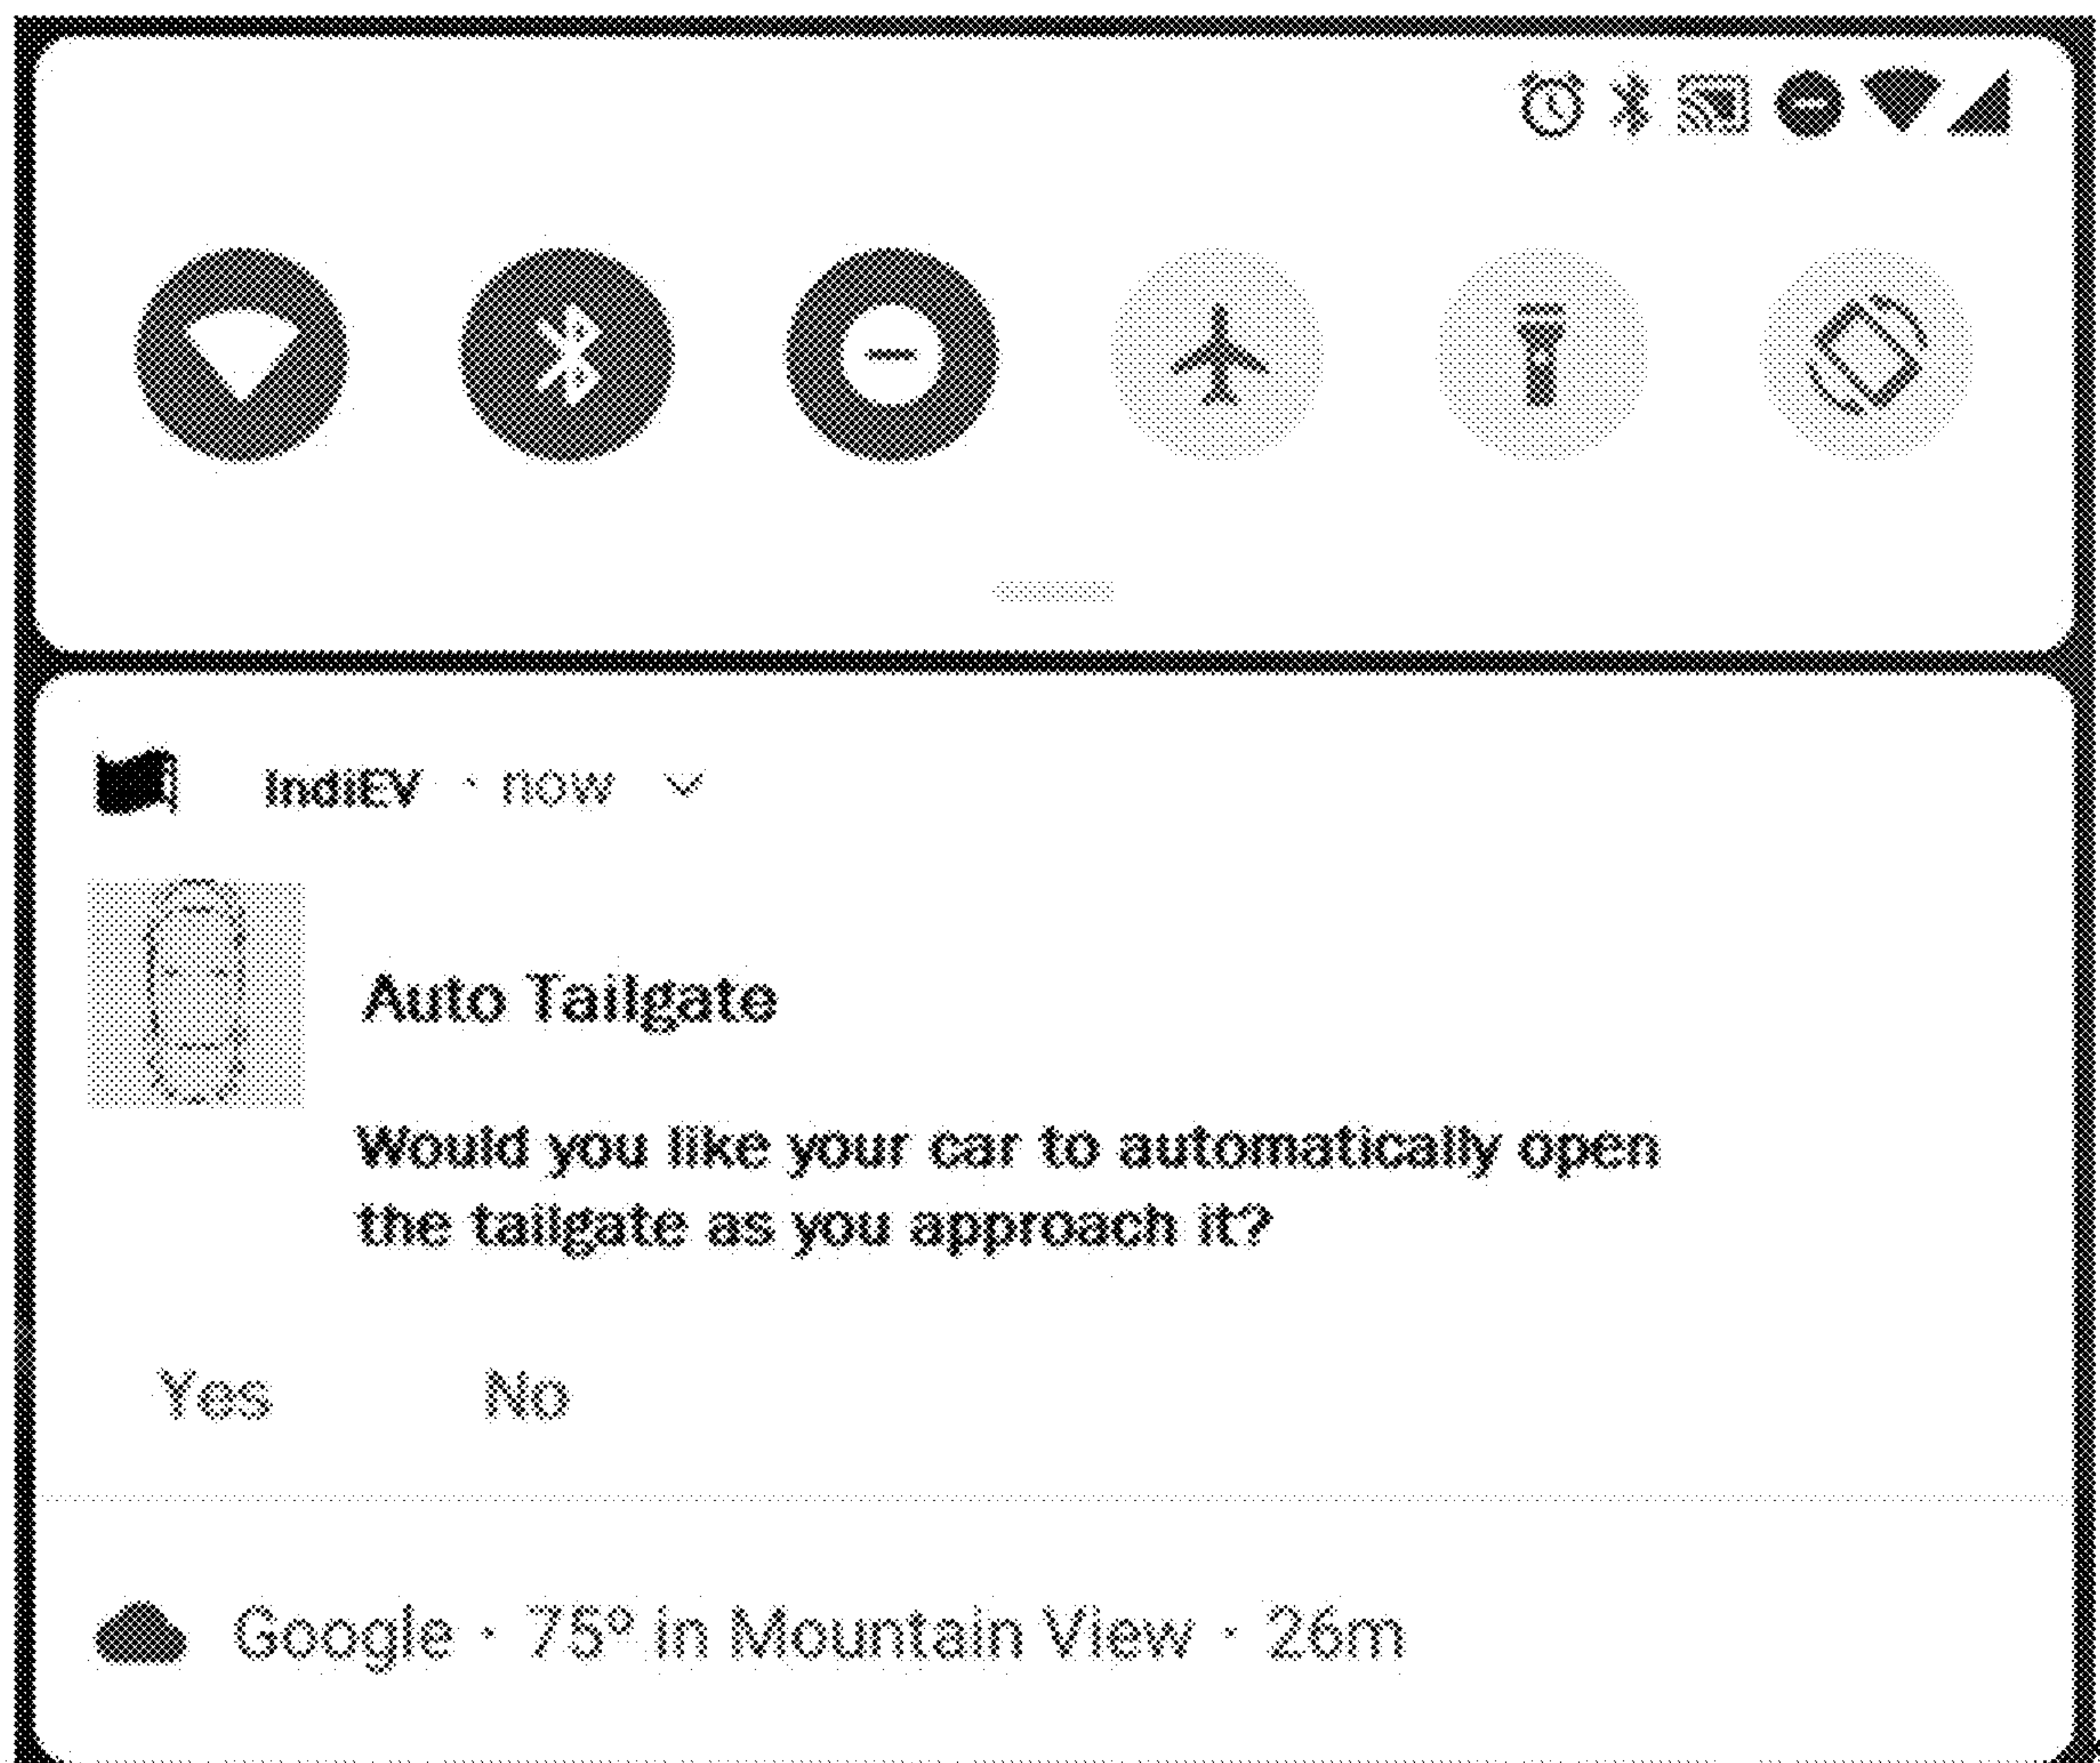 IndiEV · now
Auto Tailgate
Would you like your car to automatically open
the tailgate as you approach it?
Yes No
Google · 75º in Mountain View · 26m